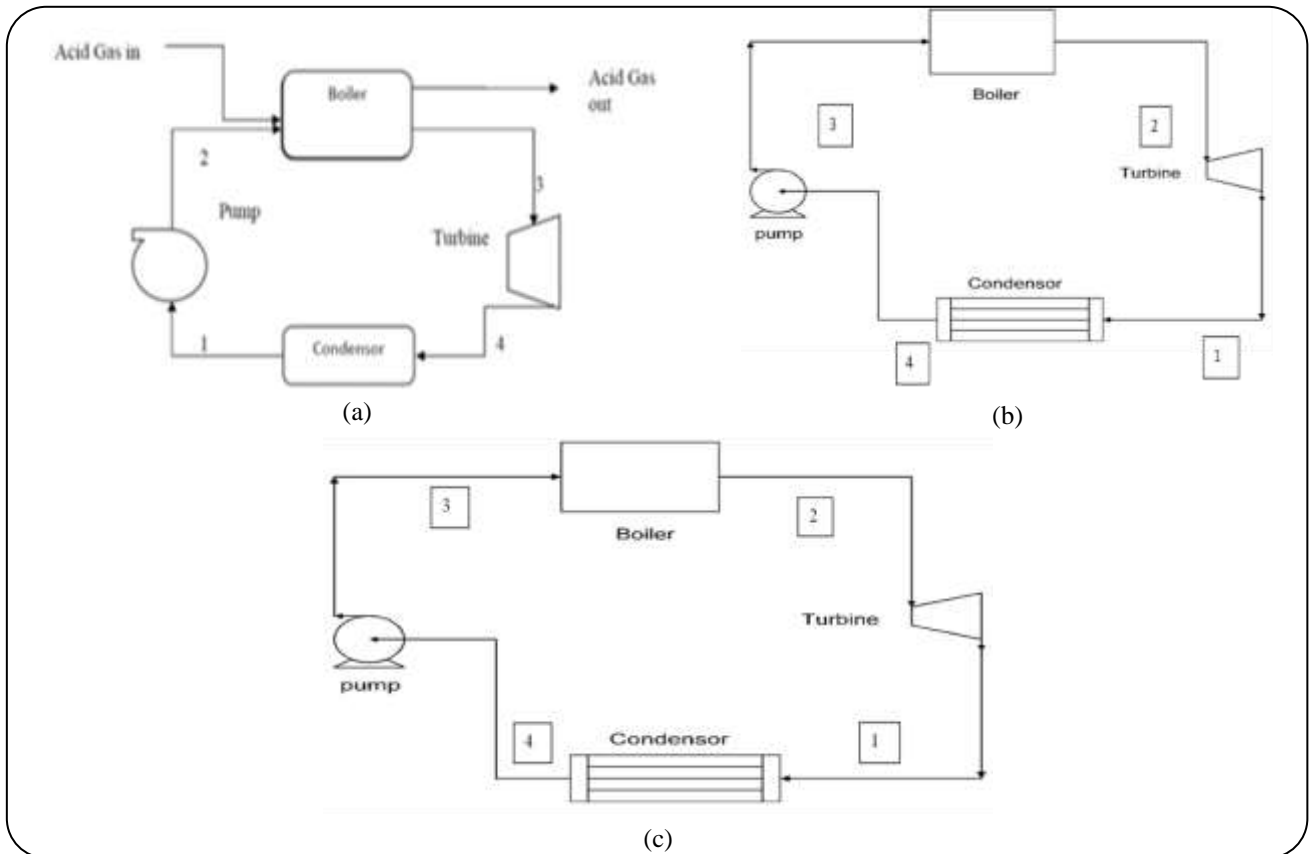 Acid Gas in
Boiler
Acid Gas
out
2
3
Pump
Turbine
1
Condensor
4
(a)
Boiler
3
2
Turbine
pump
Condensor
4
1
(b)
3
Boiler
2
Turbine
pump
4
Condensor
1
(c)